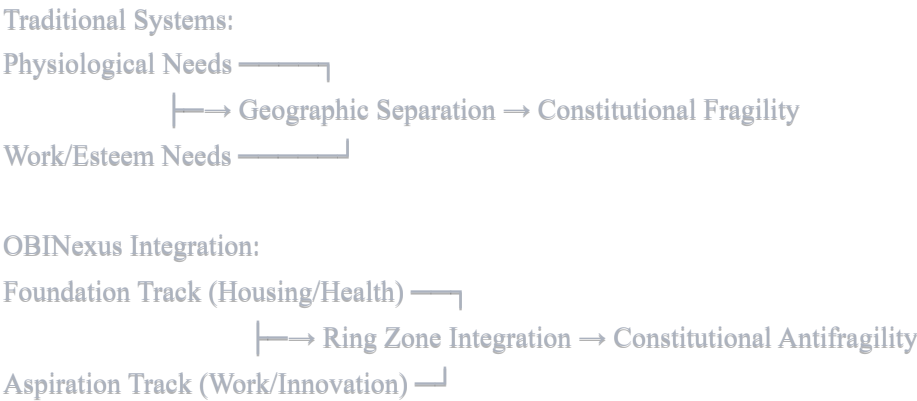 Traditional Systems:
Physiological Needs ─────┐
├─→ Geographic Separation → Constitutional Fragility
Work/Esteem Needs ──────┘
OBINexus Integration:
Foundation Track (Housing/Health) ──┐
├─→ Ring Zone Integration → Constitutional Antifragility
Aspiration Track (Work/Innovation) ─┘